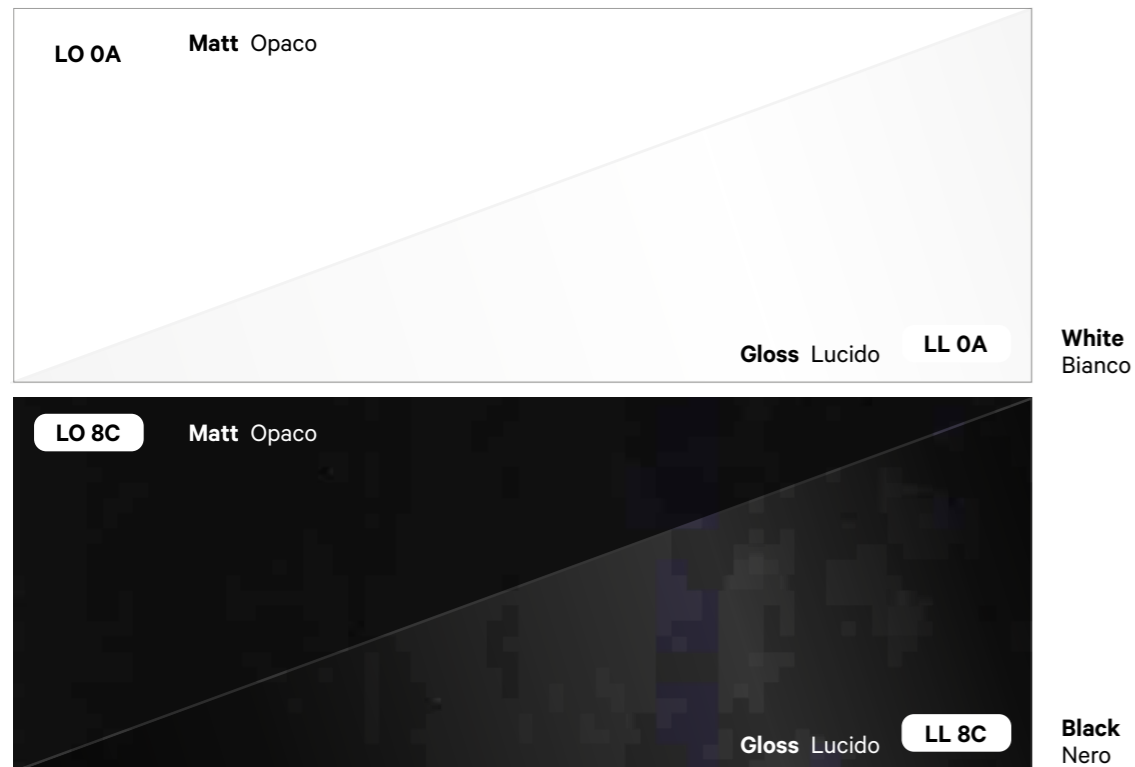 LO 0A
Matt Opaco
Gloss Lucido
LL 0A
White
Bianco
LO 8C
Matt Opaco
Gloss Lucido
LL 8C
Black
Nero